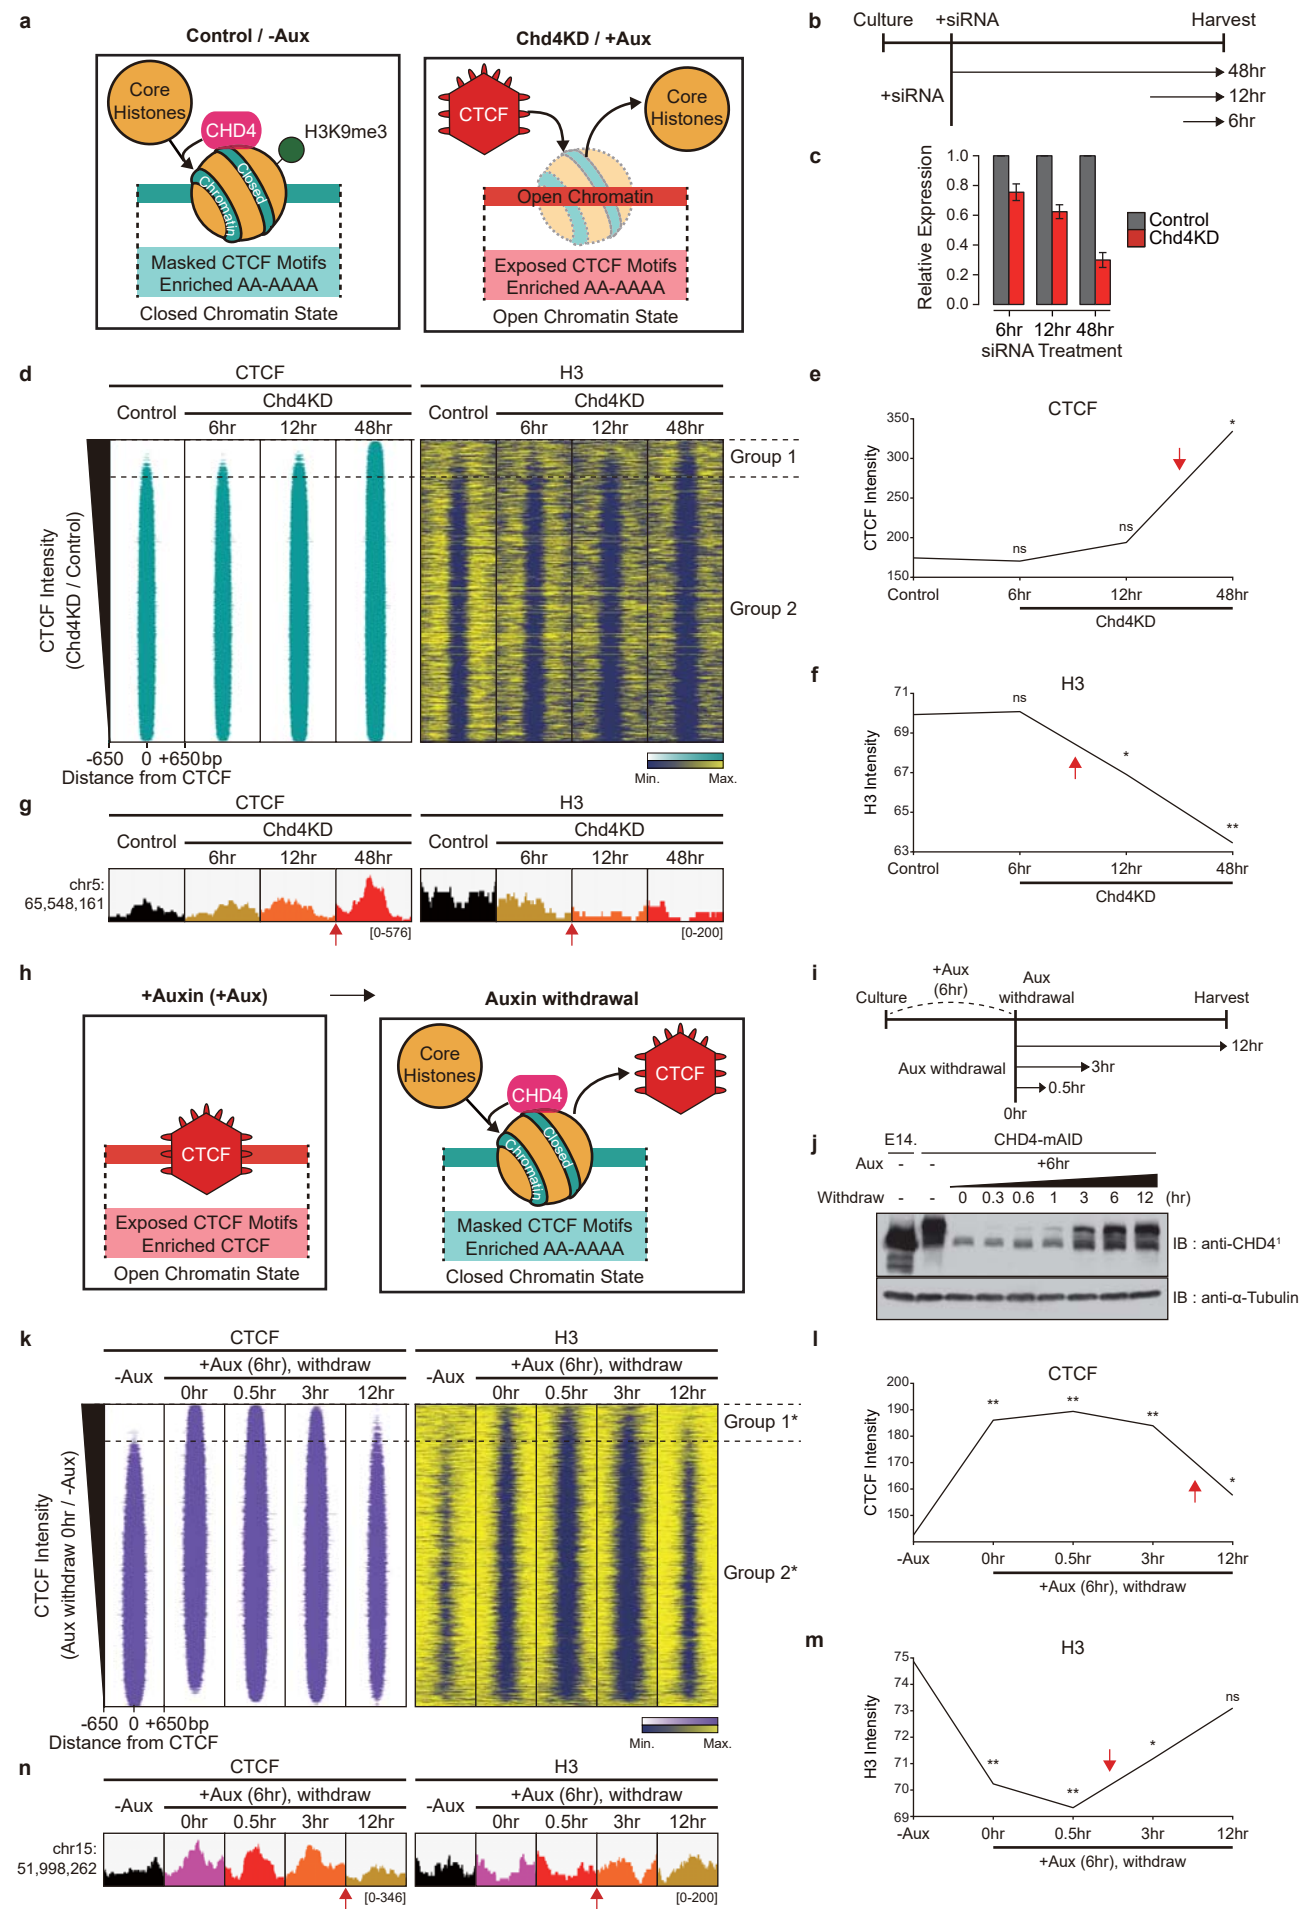 a
Control / -Aux
Chd4KD / +Aux
Core
Histones
CHD4
H3K9me3
Chromatin
Closed
Masked CTCF Motifs
Enriched AA-AAAA
Closed Chromatin State
CTCF
Core
Histones
Open Chromatin
Exposed CTCF Motifs
Enriched AA-AAAA
Open Chromatin State
b
Culture +siRNA Harvest
48hr
+siRNA 12hr
6hr
c
Relative Expression
1.0
0.8
0.6
0.4
0.2
0.0
Control
Chd4KD
6hr 12hr 48hr
siRNA Treatment
d
CTCF H3
Control Chd4KD Control Chd4KD
6hr 12hr 48hr 6hr 12hr 48hr
Group 1
Group 2
CTCF Intensity
(Chd4KD / Control)
-650 0 +650bp
Distance from CTCF
Min. Max.
e
CTCF
CTCF Intensity
350
300
250
200
150
ns
ns
*
Control 6hr 12hr 48hr
Chd4KD
f
H3
H3 Intensity
71
69
67
65
63
ns
*
**
Control 6hr 12hr 48hr
Chd4KD
g
CTCF H3
Control Chd4KD Control Chd4KD
6hr 12hr 48hr 6hr 12hr 48hr
chr5:
65,548,161
[0-576] [0-200]
h
+Auxin (+Aux)
Auxin withdrawal
CTCF
Exposed CTCF Motifs
Enriched CTCF
Open Chromatin State
Core
Histones
CHD4
CTCF
Chromatin
Closed
Masked CTCF Motifs
Enriched AA-AAAA
Closed Chromatin State
i
+Aux
(6hr)
Aux
withdrawal
Culture Harvest
12hr
Aux withdrawal 3hr
0.5hr
0hr
j
E14. CHD4-mAID
Aux - - +6hr
Withdraw - - 0 0.3 0.6 1 3 6 12 (hr)
IB : anti-CHD4¹
IB : anti-α-Tubulin
k
CTCF H3
-Aux +Aux (6hr), withdraw -Aux +Aux (6hr), withdraw
0hr 0.5hr 3hr 12hr 0hr 0.5hr 3hr 12hr
Group 1*
Group 2*
CTCF Intensity
(Aux withdraw 0hr / -Aux)
-650 0 +650bp
Distance from CTCF
Min. Max.
l
CTCF
CTCF Intensity
200
190
180
170
160
150
**
**
**
*
-Aux 0hr 0.5hr 3hr 12hr
+Aux (6hr), withdraw
m
H3
H3 Intensity
75
74
73
72
71
70
69
**
**
*
ns
-Aux 0hr 0.5hr 3hr 12hr
+Aux (6hr), withdraw
n
CTCF H3
-Aux +Aux (6hr), withdraw -Aux +Aux (6hr), withdraw
0hr 0.5hr 3hr 12hr 0hr 0.5hr 3hr 12hr
chr15:
51,998,262
[0-346] [0-200]